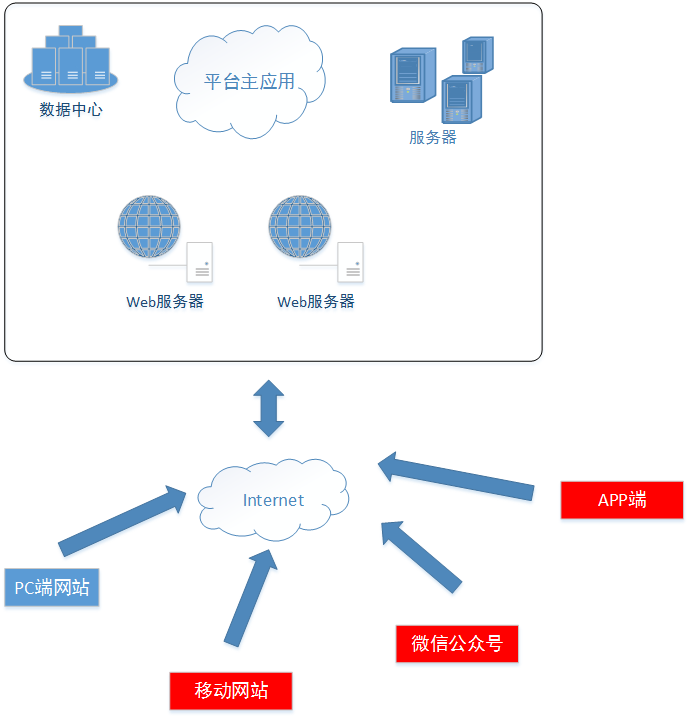 平台主应用
数据中心
服务器
Web服务器
Web服务器
Internet
APP端
PC端网站
微信公众号
移动网站